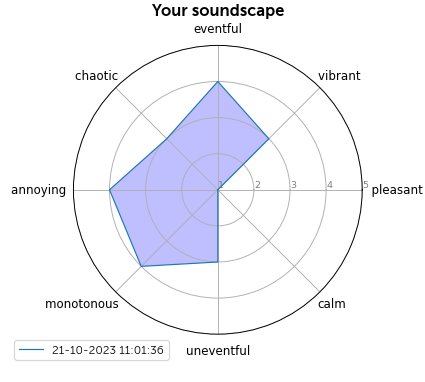 Your soundscape
eventful
chaotic
vibrant
annoying
1
2
3
4
5
pleasant
monotonous
calm
uneventful
21-10-2023 11:01:36